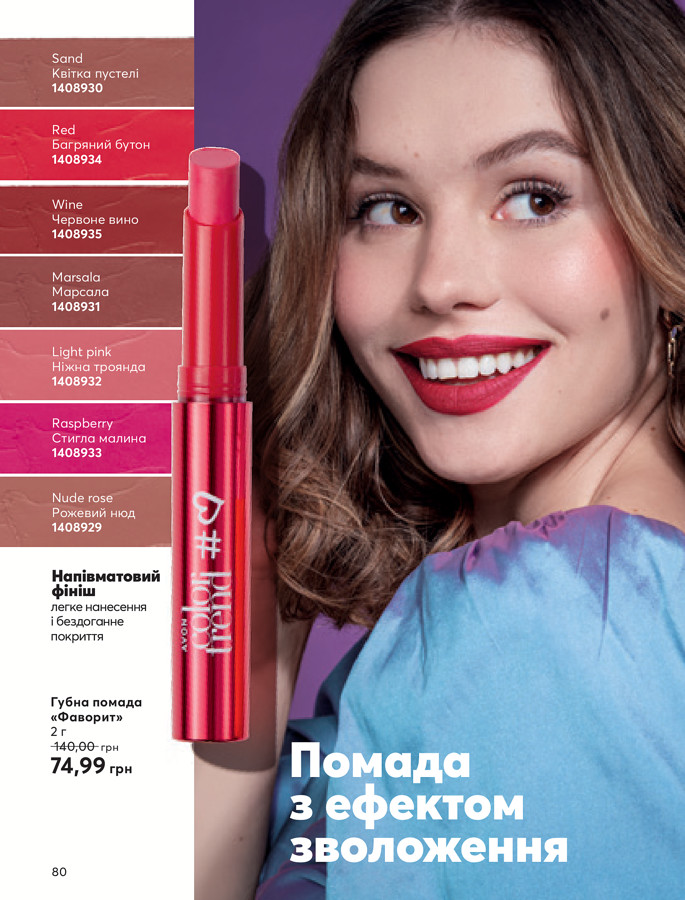 Sand
Квітка пустелі
1408930
Red
Багряний бутон
1408934
Wine
Червоне вино
1408935
Marsala
Марсала
1408931
Light pink
Ніжна троянда
1408932
Raspberry
Стигла малина
1408933
Nude rose
Рожевий нюд
1408929
Напівматовий
фініш
легке нанесення
і бездоганне
покриття
Губна помада
«Фаворит»
2 г
140,00 грн
74,99 грн
#
color
trend
AVON
Помада
з ефектом
зволоження
80